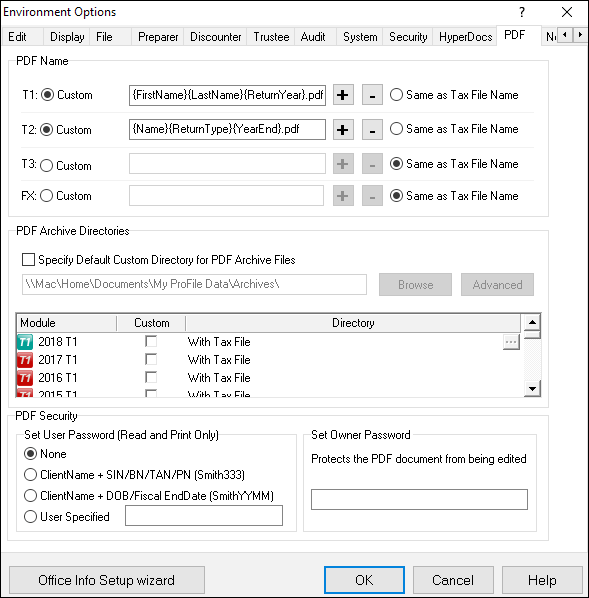 Environment Options ?
Edit Display File Preparer Discounter Trustee Audit System Security HyperDocs PDF
PDF Name
T1: Custom {FirstName}{LastName}{ReturnYear}.pdf + - Same as Tax File Name
T2: Custom {Name}{ReturnType}{YearEnd}.pdf + - Same as Tax File Name
T3: Custom + - Same as Tax File Name
FX: Custom + - Same as Tax File Name
PDF Archive Directories
Specify Default Custom Directory for PDF Archive Files
\\Mac\Home\Documents\My ProFile Data\Archives\ Browse Advanced
Module Custom Directory
T1 2018 T1 With Tax File ...
T1 2017 T1 With Tax File
T1 2016 T1 With Tax File
T1 2015 T1 With Tax File
PDF Security
Set User Password (Read and Print Only)
None
ClientName + SIN/BN/TAN/PN (Smith333)
ClientName + DOB/Fiscal EndDate (SmithYYMM)
User Specified
Set Owner Password
Protects the PDF document from being edited
Office Info Setup wizard OK Cancel Help